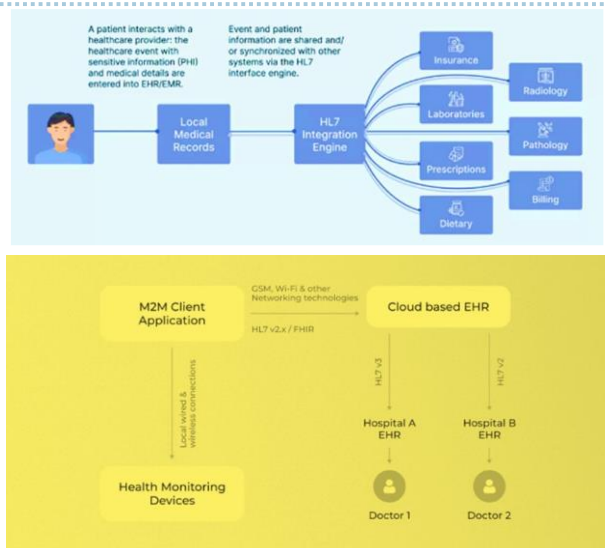 A patient interacts with a
healthcare provider: the
healthcare event with
sensitive information (PHI)
and medical details are
entered into EHR/EMR.
Event and patient
information are shared and/
or synchronized with other
systems via the HL7
interface engine.
Local
Medical
Records
HL7
Integration
Engine
Insurance
Radiology
Laboratories
Pathology
Prescriptions
Billing
Dietary
M2M Client
Application
GSM, Wi-Fi & other
Networking technologies
HL7 v2.x / FHIR
Cloud based EHR
Local wired &
wireless connections
HL7 v3
HL7 v2
Hospital A
EHR
Hospital B
EHR
Health Monitoring
Devices
Doctor 1
Doctor 2